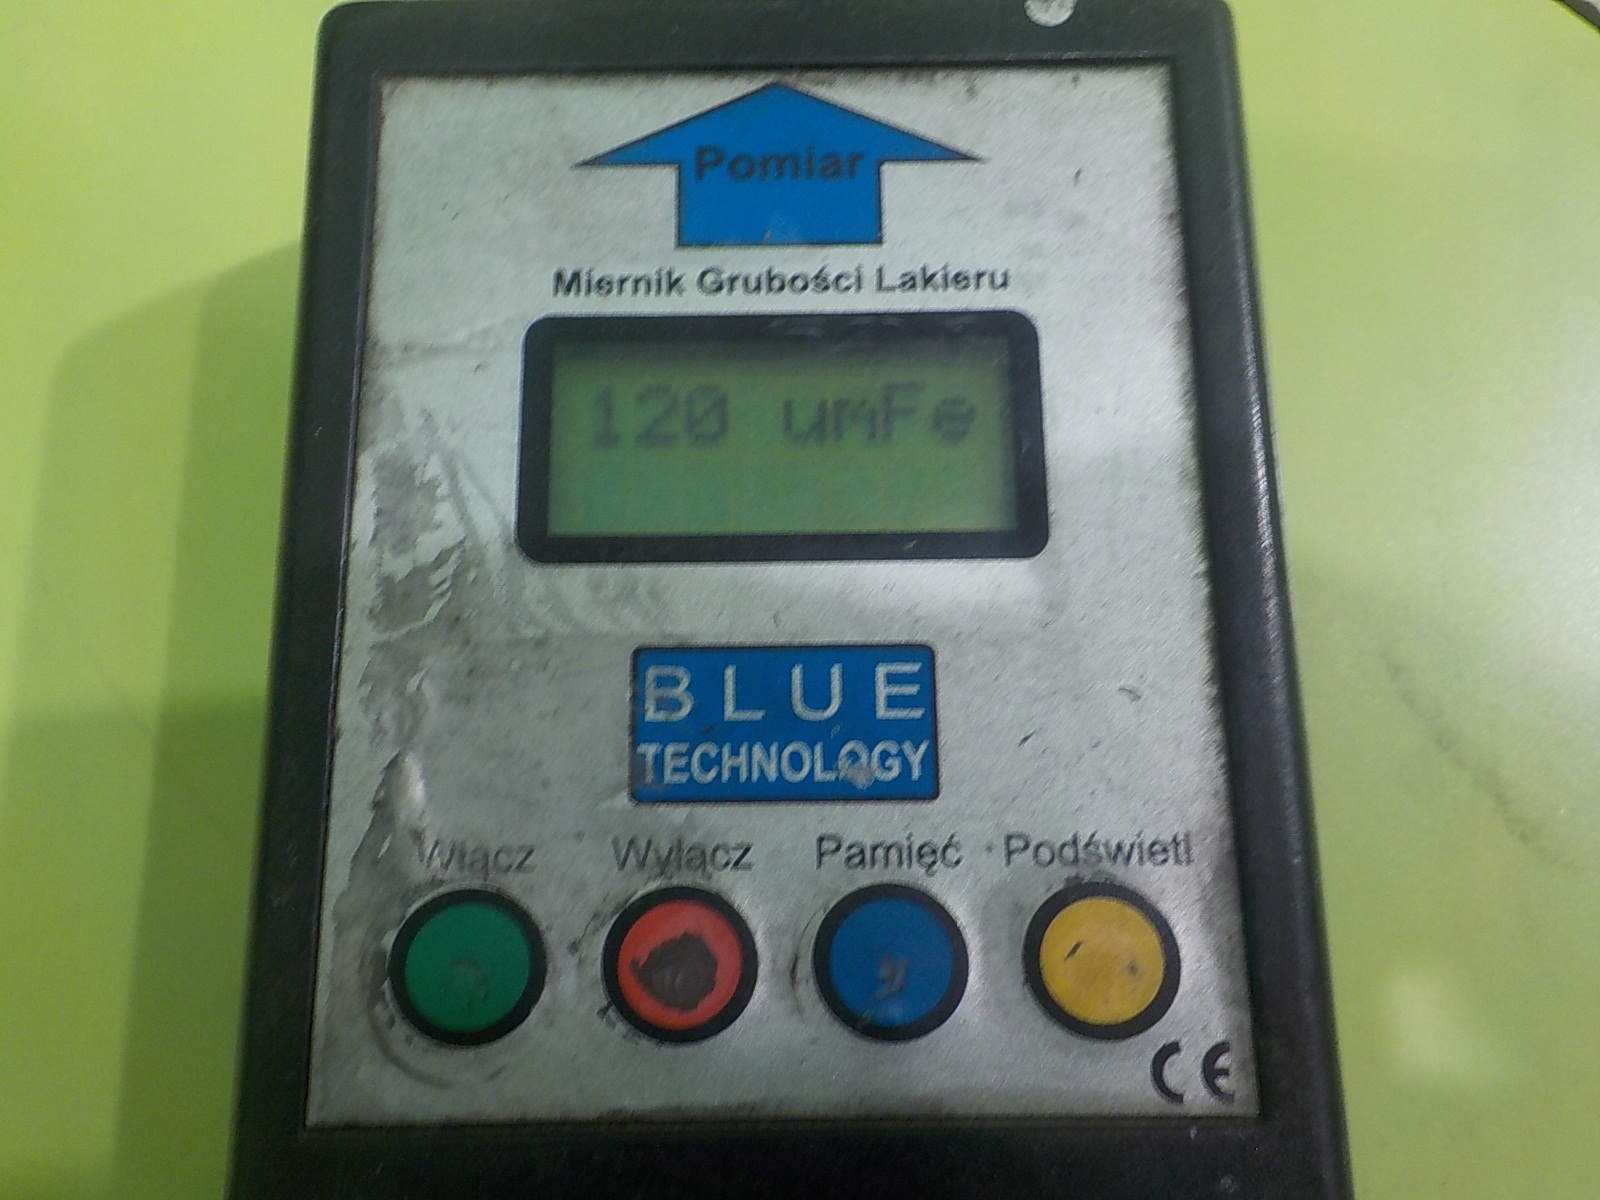 Pomiar
Miernik Grubości Lakieru
120 umFe
BLUE
TECHNOLOGY
Włącz Wyłącz Pamięć Podświetl
CE